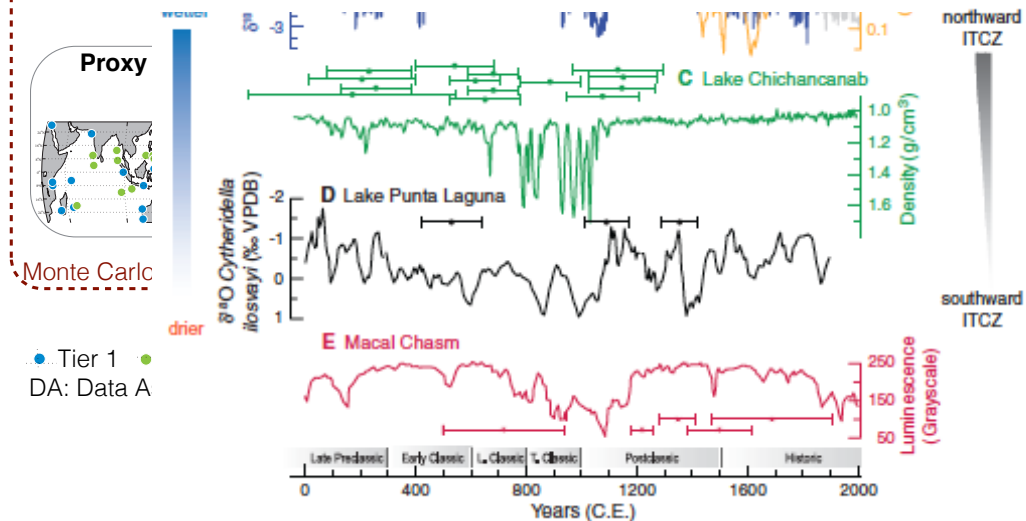 wetter
-3
0.1
northward
ITCZ
Proxy
C Lake Chichancanab
1.0
1.2
1.4
1.6
Density (g/cm³)
D Lake Punta Laguna
-2
-1
0
1
δ¹⁸O Cytheridella
ilosvayi (‰ VPDB)
Monte Carlo
drier
southward
ITCZ
Tier 1
DA: Data A
E Macal Chasm
250
150
50
Luminescence
(Grayscale)
Late Preclassic
Early Classic
L. Classic
T. Classic
Postclassic
Historic
0
400
800
1200
1600
2000
Years (C.E.)